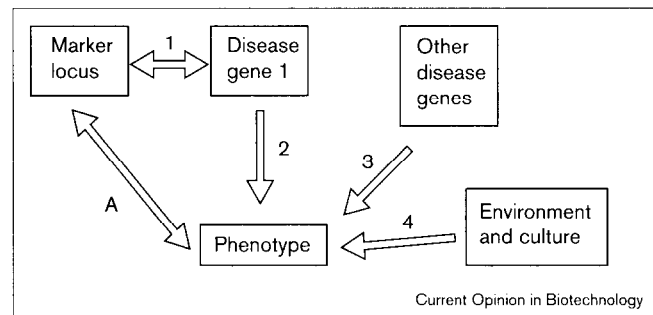 Marker
locus
1
Disease
gene 1
Other
disease
genes
2
3
A
Phenotype
4
Environment
and culture
Current Opinion in Biotechnology